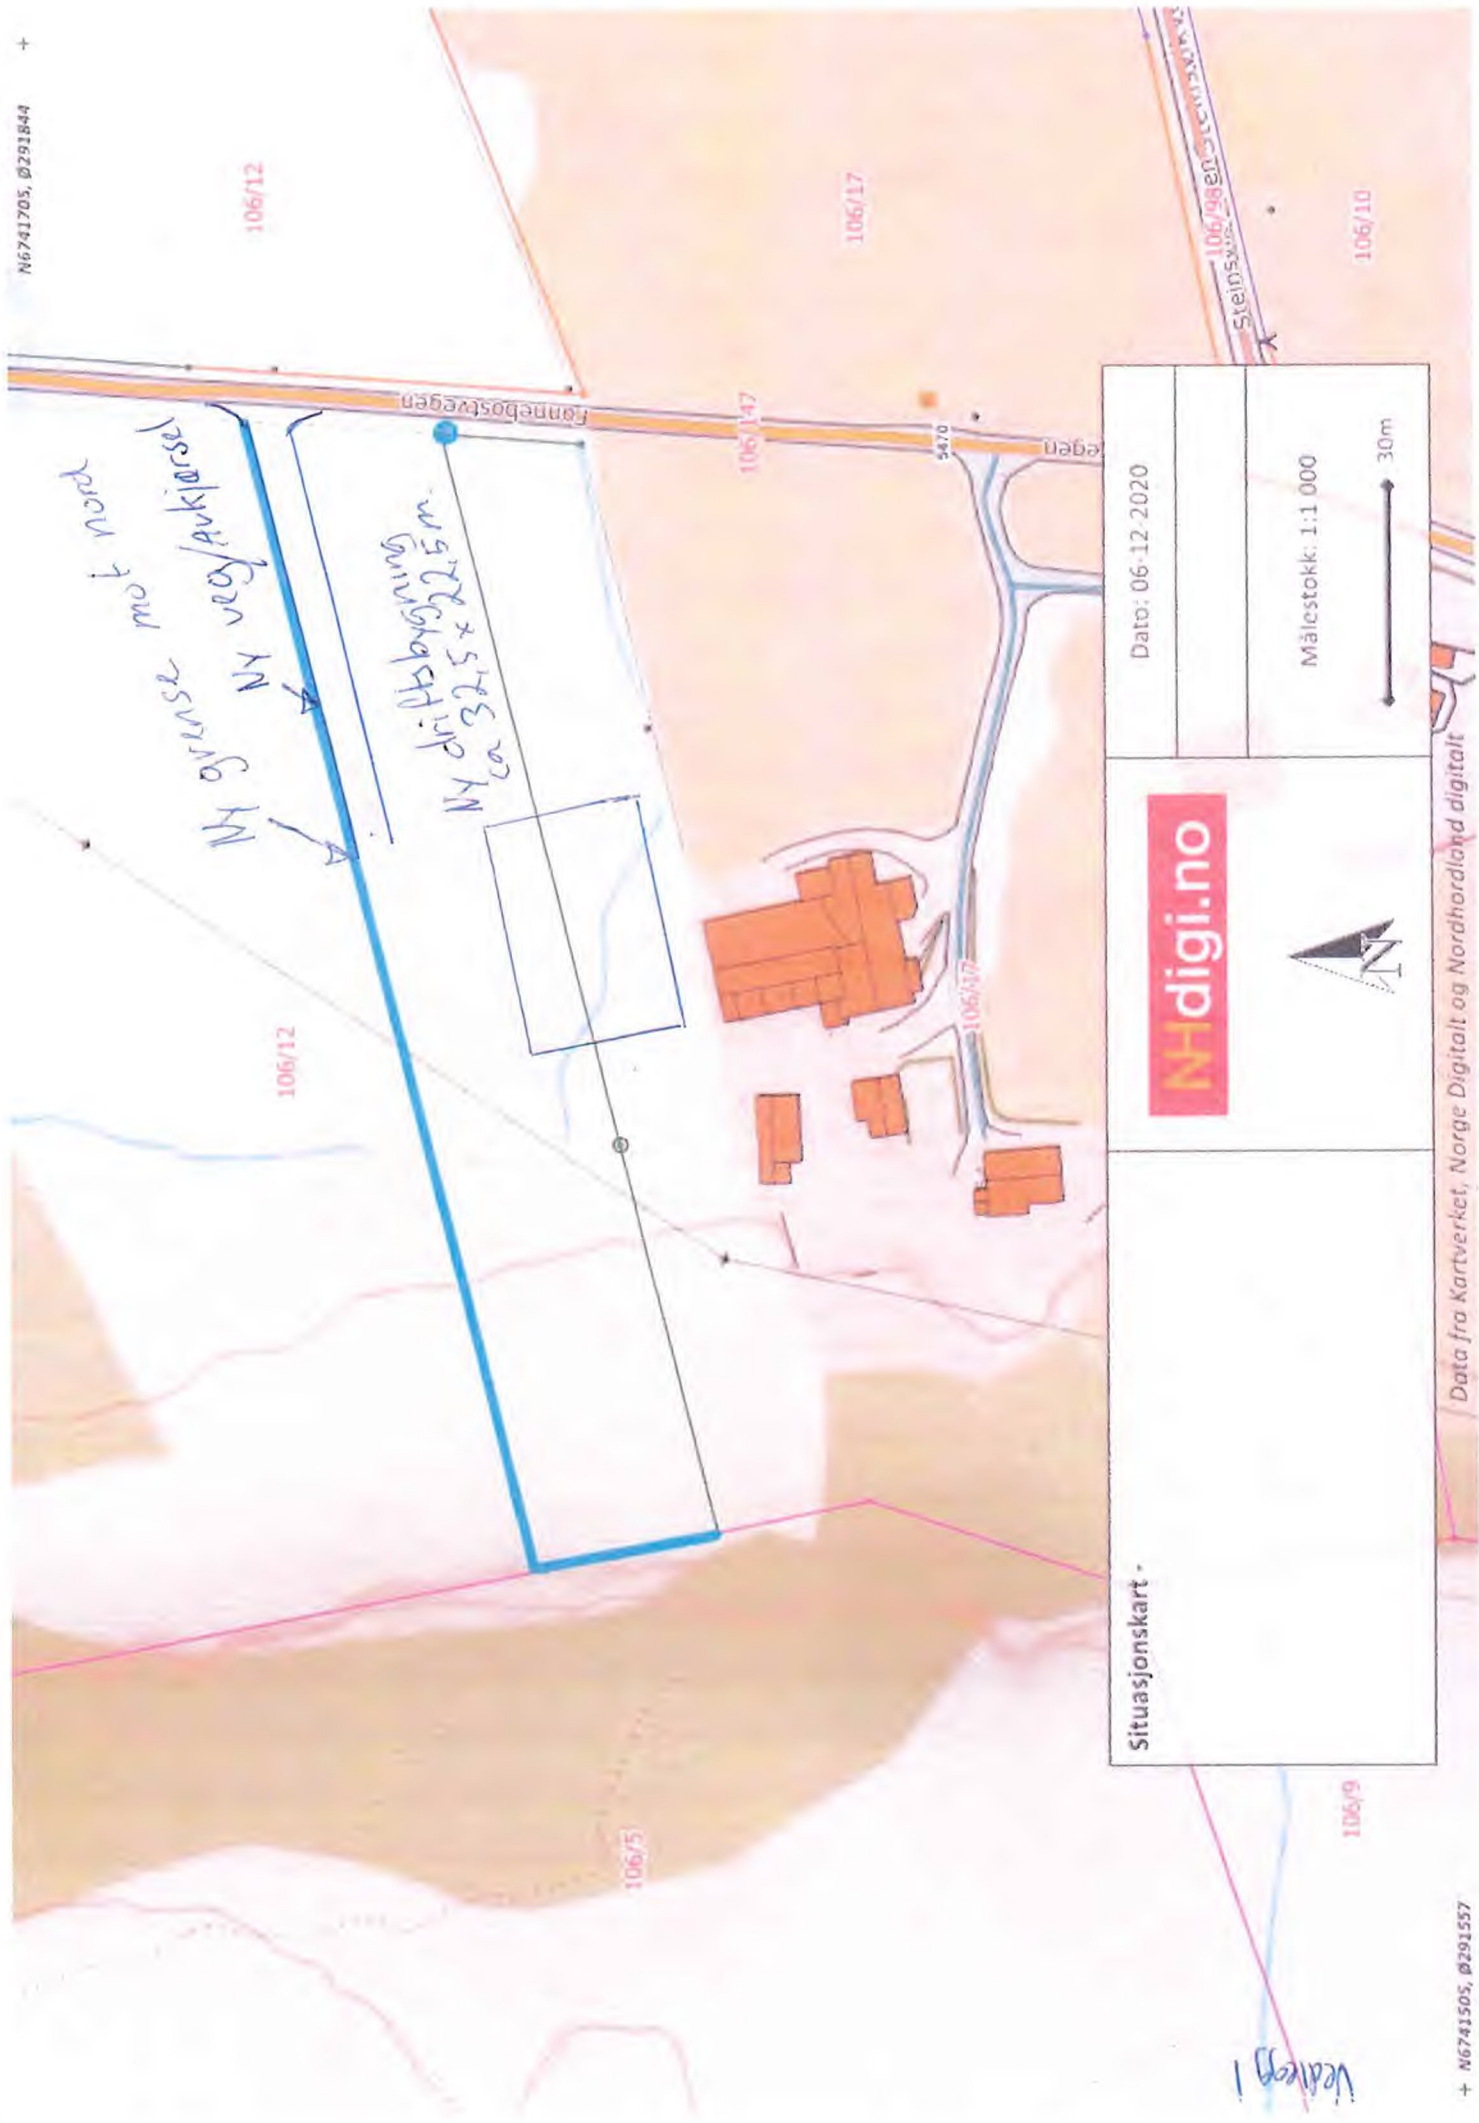 N6741705, Ø291844
106/12
106/17
106/98
Steinsk
106/10
Fonnebostvegen
106/147
5470
vegen
Ny grense mot nord
Ny veg/Avkjørsel
Ny driftsbygning
ca 32,5 x 22,5 m.
106/12
106/17
106/5
106/9
Situasjonskart -
NHdigi.no
N
Dato: 06-12-2020
Målestokk: 1:1 000
30m
Data fra Kartverket, Norge Digitalt og Nordhordland digitalt
Vedlegg 1
N6741505, Ø291557